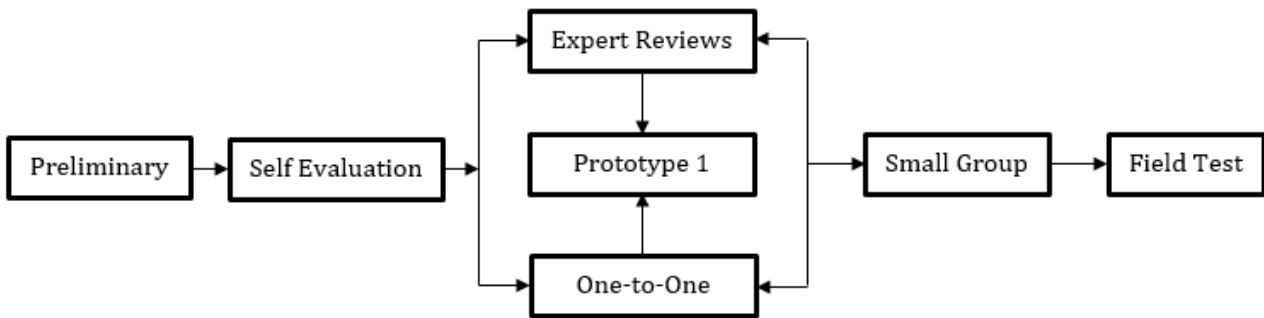 Expert Reviews
Preliminary
Self Evaluation
Prototype 1
Small Group
Field Test
One-to-One